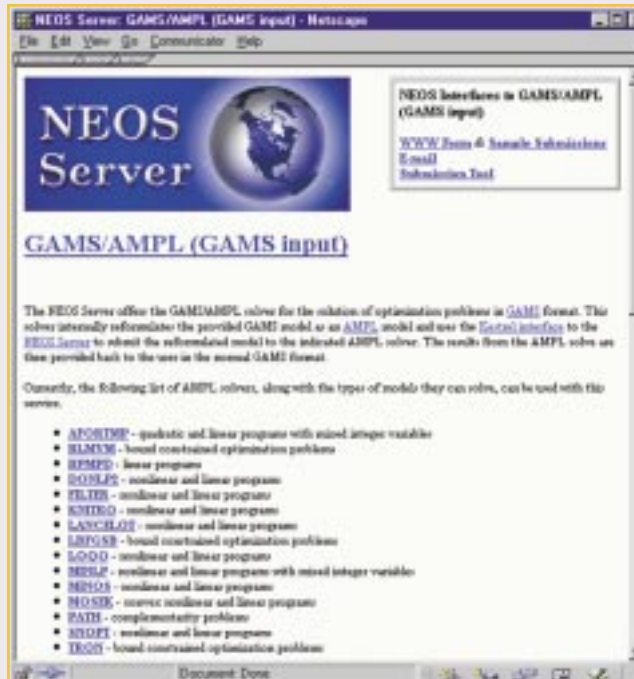 NEOS Server: GAMS/AMPL (GAMS input) - Netscape
File Edit View Go Communicator Help
NEOS
Server
NEOS Interfaces to GAMS/AMPL
(GAMS input)
WWW Form & Sample Submissions
E-mail
Submission Tool
GAMS/AMPL (GAMS input)
The NEOS Server offers the GAMS/AMPL solver for the solution of optimization problems in GAMS format. This
solver internally reformulates the provided GAMS model as an AMPL model and uses the Kestrel interface to the
NEOS Server to submit the reformulated model to the indicated AMPL solver. The results from the AMPL solve are
then provided back to the user in the normal GAMS format.
Currently, the following list of AMPL solvers, along with the types of models they can solve, can be used with this
service.
• AFORTMP - quadratic and linear programs with mixed integer variables
• BLMVM - bound constrained optimization problems
• BPMPD - linear programs
• DONLP2 - nonlinear and linear programs
• FILTER - nonlinear and linear programs
• KNITRO - nonlinear and linear programs
• LANCELOT - nonlinear and linear programs
• LBFGSB - bound constrained optimization problems
• LOQO - nonlinear and linear programs
• MINLP - nonlinear and linear programs with mixed integer variables
• MINOS - nonlinear and linear programs
• MOSEK - convex nonlinear and linear programs
• PATH - complementarity problems
• SNOPT - nonlinear and linear programs
• TRON - bound constrained optimization problems
Document: Done